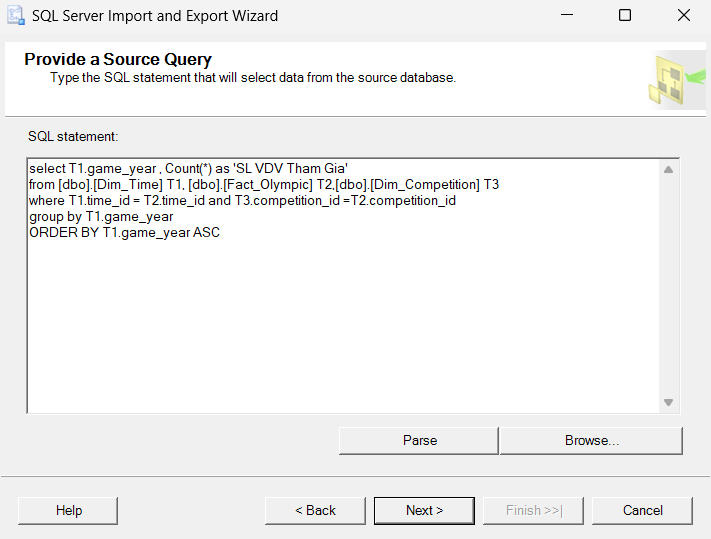 SQL Server Import and Export Wizard
Provide a Source Query
Type the SQL statement that will select data from the source database.
SQL statement:
select T1.game_year , Count(*) as 'SL VDV Tham Gia'
from [dbo].[Dim_Time] T1, [dbo].[Fact_Olympic] T2,[dbo].[Dim_Competition] T3
where T1.time_id = T2.time_id and T3.competition_id =T2.competition_id
group by T1.game_year
ORDER BY T1.game_year ASC
Parse
Browse...
Help
< Back
Next >
Finish >>|
Cancel